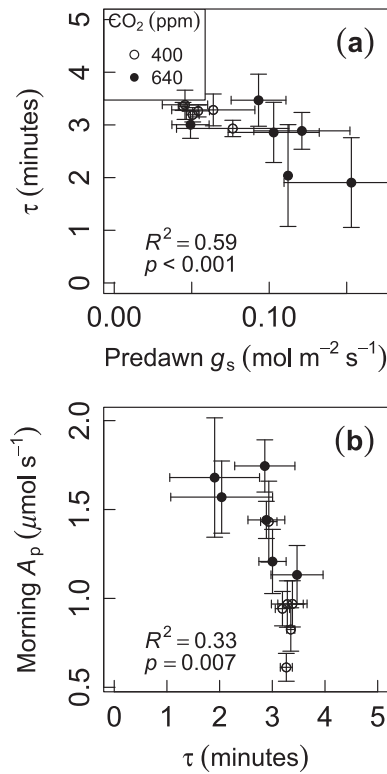 CO₂ (ppm)
400
640
(a)
τ (minutes)
5
4
3
2
1
0
R² = 0.59
p < 0.001
0.00
0.10
Predawn gₛ (mol m⁻² s⁻¹)
(b)
Morning Aₚ (μmol s⁻¹)
2.0
1.5
1.0
0.5
R² = 0.33
p = 0.007
0 1 2 3 4 5
τ (minutes)